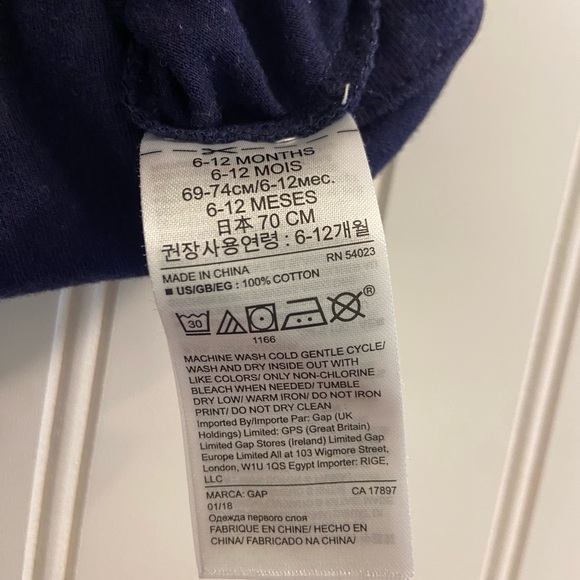 6-12 MONTHS
6-12 MOIS
69-74см/6-12мес.
6-12 MESES
日本 70 CM
권장사용연령 : 6-12개월
RN 54023
MADE IN CHINA
■ US/GB/EG : 100% COTTON
30
®
1166
MACHINE WASH COLD GENTLE CYCLE/
WASH AND DRY INSIDE OUT WITH
LIKE COLORS/ ONLY NON-CHLORINE
BLEACH WHEN NEEDED/ TUMBLE
DRY LOW/ WARM IRON/ DO NOT IRON
PRINT/ DO NOT DRY CLEAN
Imported By/Importe Par: Gap (UK
Holdings) Limited: GPS (Great Britain)
Limited Gap Stores (Ireland) Limited Gap
Europe Limited All at 103 Wigmore Street,
London, W1U 1QS Egypt Importer: RIGE,
LLC
MARCA: GAP CA 17897
01/18
Одежда первого слоя
FABRIQUE EN CHINE/ HECHO EN
CHINA/ FABRICADO NA CHINA/